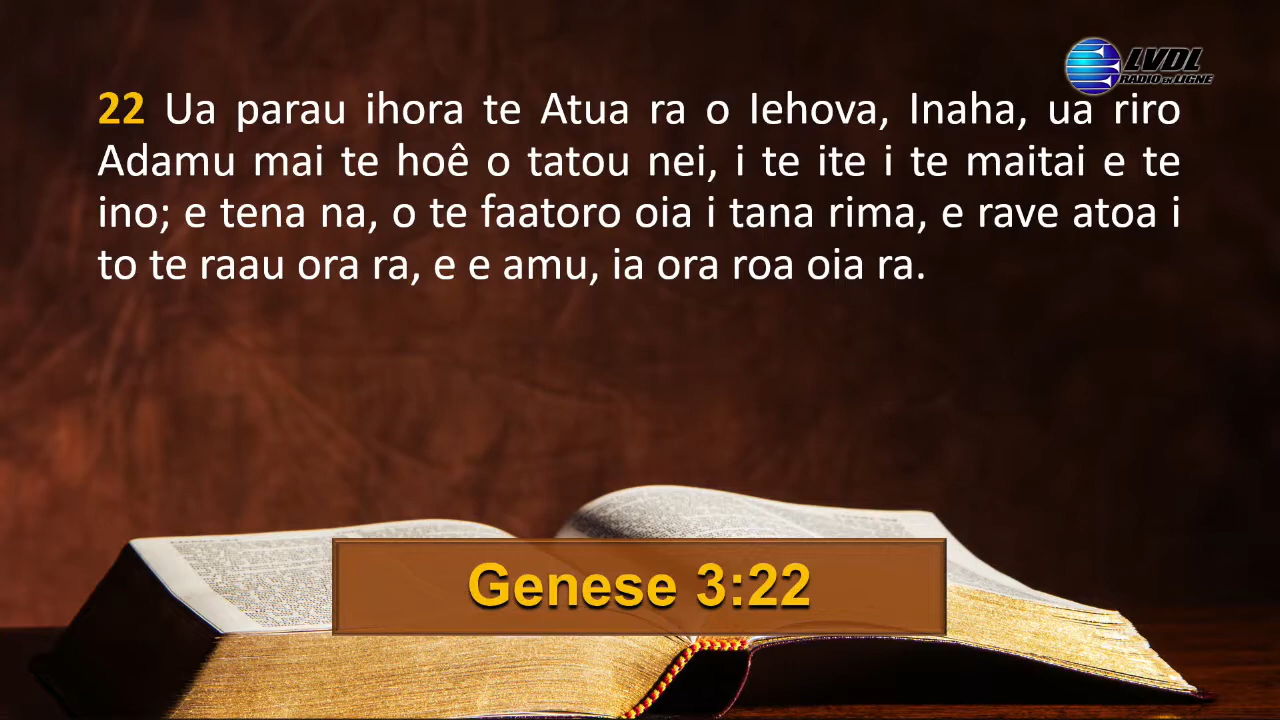 LVDL
RADIO EN LIGNE
22 Ua parau ihora te Atua ra o Iehova, Inaha, ua riro
Adamu mai te hoê o tatou nei, i te ite i te maitai e te
ino; e tena na, o te faatoro oia i tana rima, e rave atoa i
to te raau ora ra, e e amu, ia ora roa oia ra.
Genese 3:22